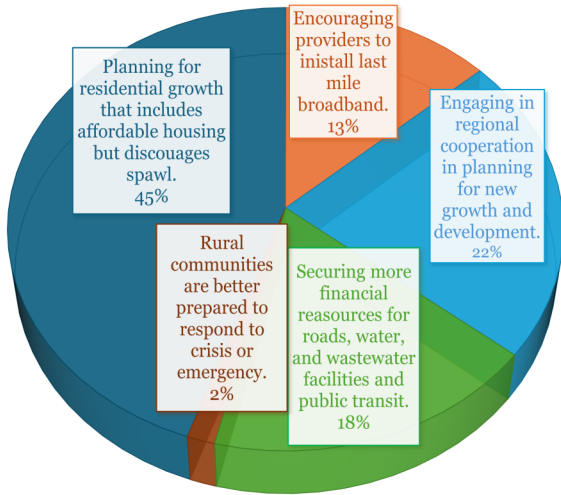 Encouraging
providers to
inistall last
mile
broadband.
13%
Planning for
residential growth
that includes
affordable housing
but discouages
spawl.
45%
Engaging in
regional
cooperation
in planning
for new
growth and
development.
22%
Rural
communities
are better
prepared to
respond to
crisis or
emergency.
2%
Securing more
financial
reasources for
roads, water,
and wastewater
facilities and
public transit.
18%